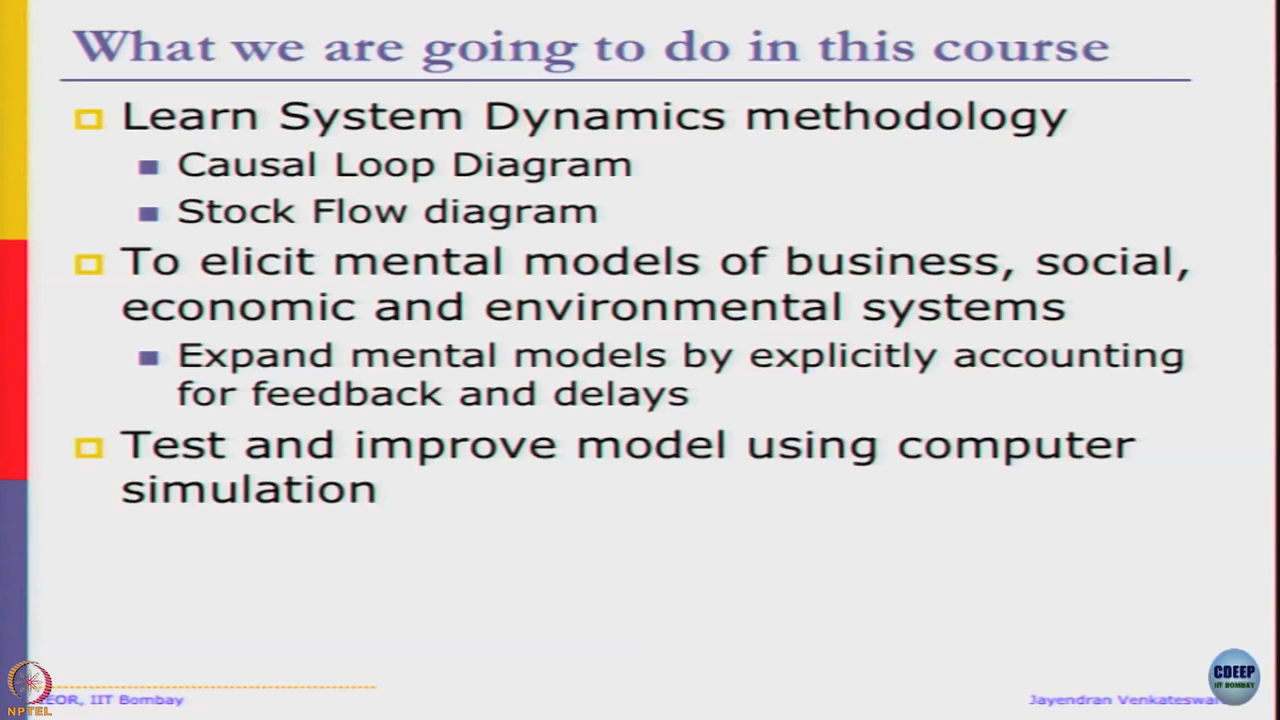 What we are going to do in this course
Learn System Dynamics methodology
Causal Loop Diagram
Stock Flow diagram
To elicit mental models of business, social,
economic and environmental systems
Expand mental models by explicitly accounting
for feedback and delays
Test and improve model using computer
simulation
EOR, IIT Bombay
Jayendran
NPTEL
CDEEP
IIT BOMBAY